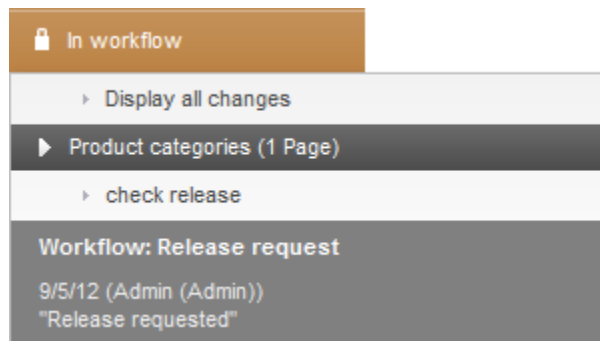 In workflow
Display all changes
Product categories (1 Page)
check release
Workflow: Release request
9/5/12 (Admin (Admin))
"Release requested"